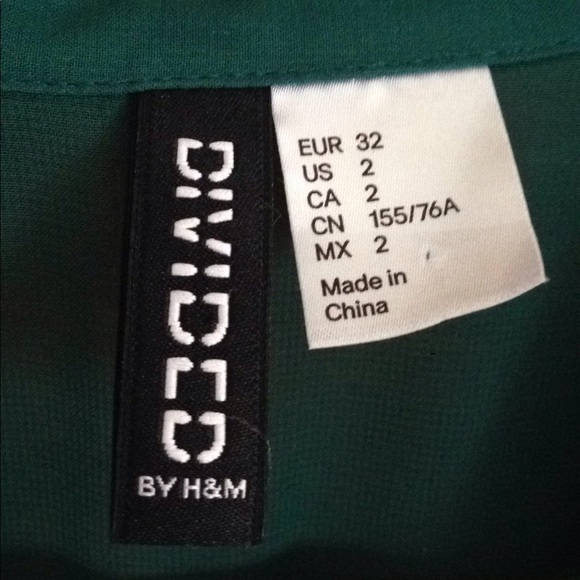 DIVIDED
BY H&M
EUR 32
US 2
CA 2
CN 155/76A
MX 2
Made in
China